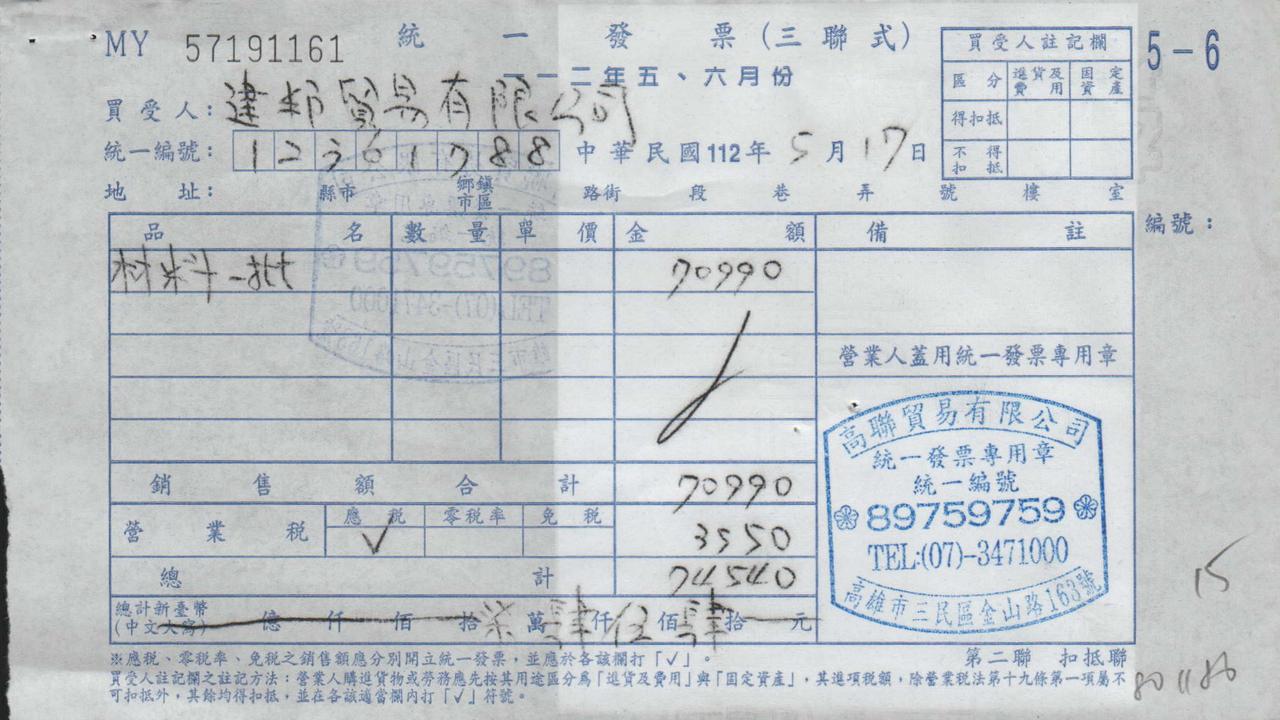 MY 57191161 統一發票(三聯式) 5-6
一一二年五、六月份
買受人註記欄
區分 進貨及費用 固定資產
得扣抵
不得扣抵
買受人: 建邦貿易有限公司
統一編號: 12361788 中華民國112年5月17日
地址: 縣市 鄉鎮市區 路街 段 巷 弄 號 樓 室
品名 數量 單價 金額 備註 編號:
材料一批 70990
營業人蓋用統一發票專用章
高聯貿易有限公司
統一發票專用章
統一編號
89759759
TEL:(07)-3471000
高雄市三民區金山路163號
銷售額合計 70990
營業稅 應稅 ✓ 零稅率 免稅 3550
總計 74540
總計新臺幣(中文大寫) 億 仟 佰 拾 柒萬 肆仟 伍佰 肆拾 元
15
※應稅、零稅率、免稅之銷售額應分別開立統一發票,並應於各該欄打「✓」。
第二聯 扣抵聯
買受人註記欄之註記方法:營業人購進貨物或勞務應先按其用途區分為「進貨及費用」與「固定資產」,其進項稅額,除營業稅法第十九條第一項屬不
可扣抵外,其餘均得扣抵,並在各該適當欄內打「✓」符號。